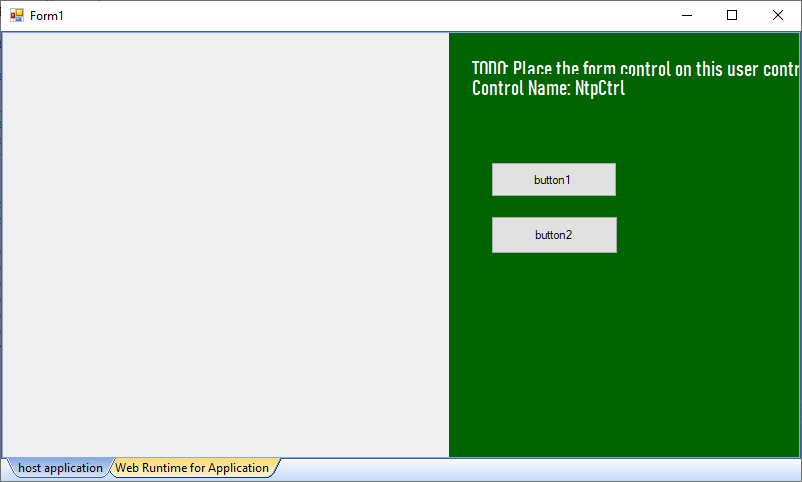 Form1
TODO: Place the form control on this user contr
Control Name: NtpCtrl
button1
button2
host application
Web Runtime for Application